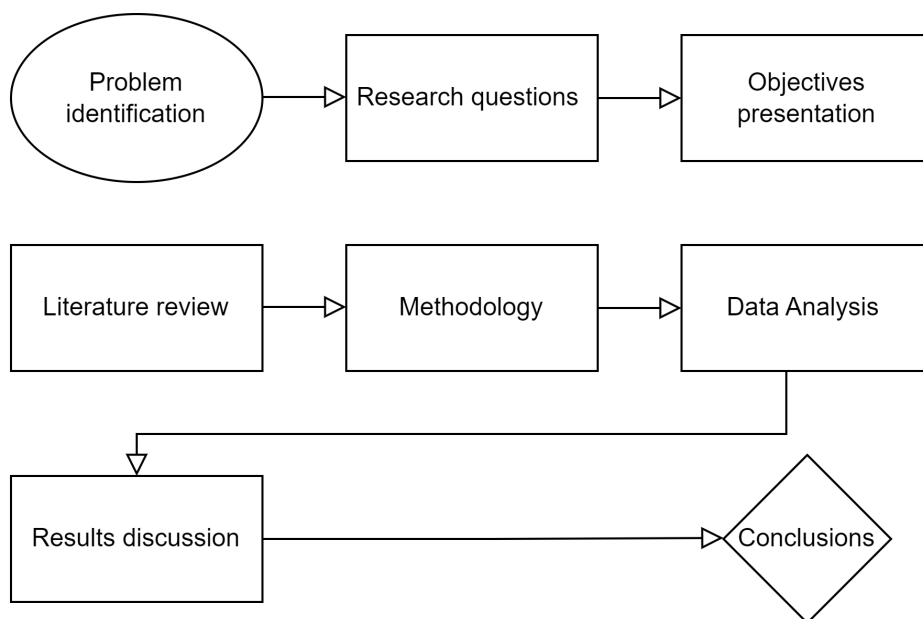 Problem
identification
Research questions
Objectives
presentation
Literature review
Methodology
Data Analysis
Results discussion
Conclusions